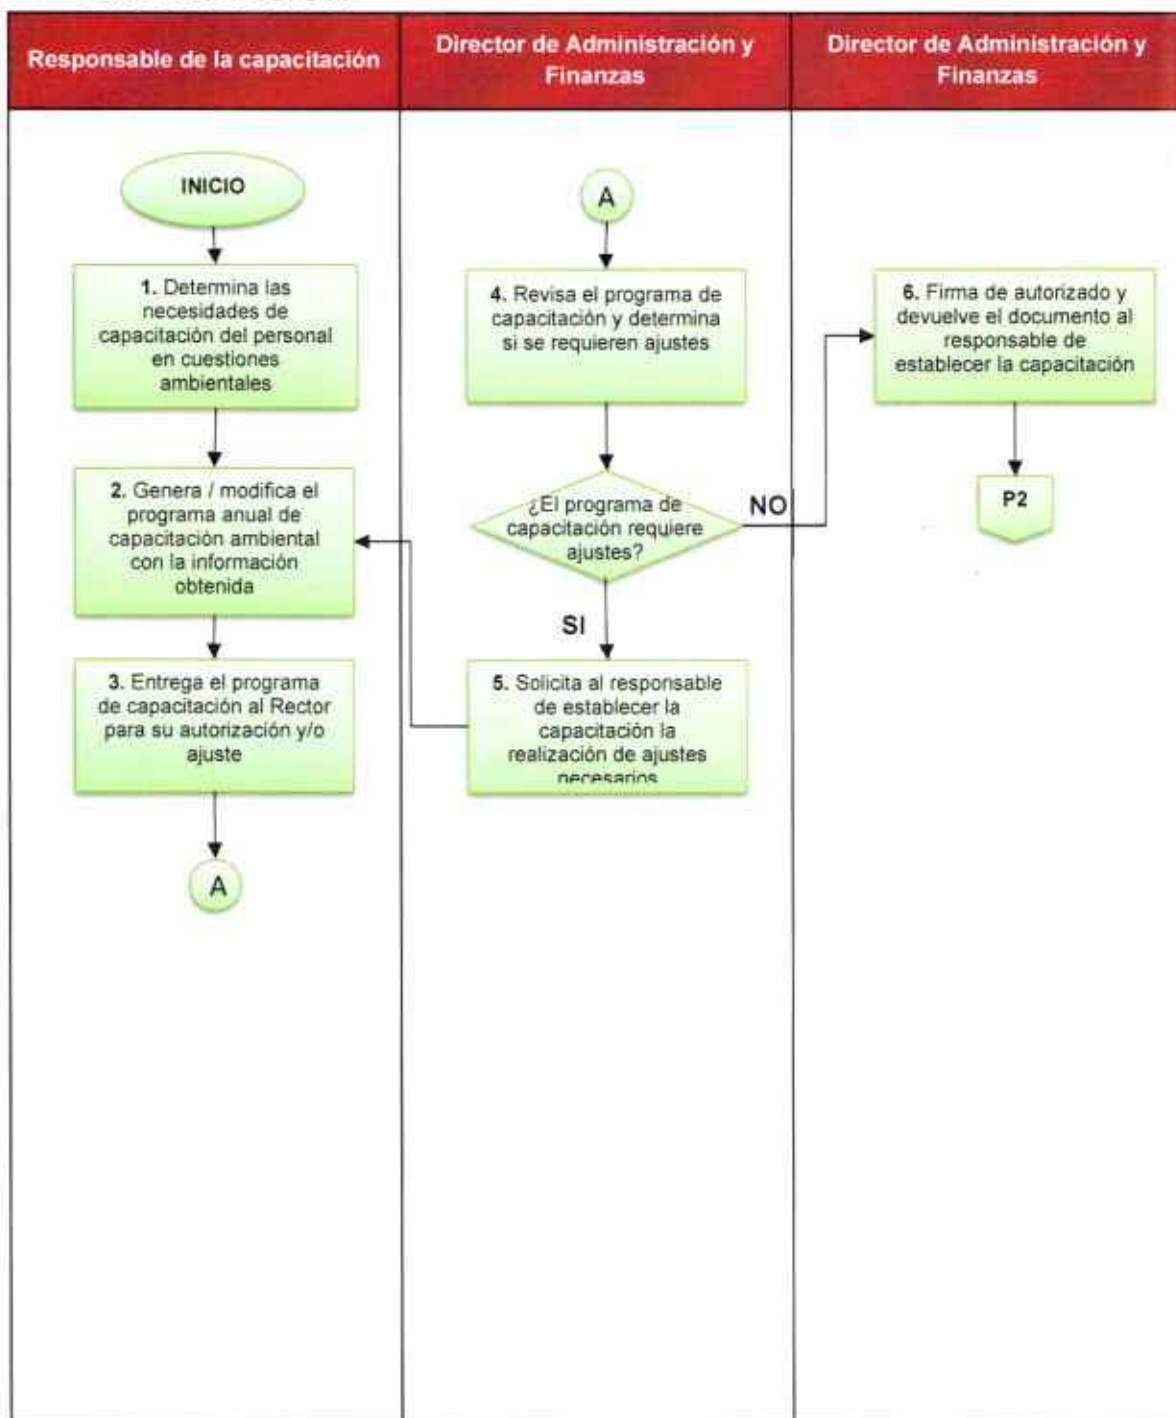 Responsable de la capacitación
Director de Administración y
Finanzas
Director de Administración y
Finanzas
INICIO
1. Determina las
necesidades de
capacitación del personal
en cuestiones
ambientales
2. Genera / modifica el
programa anual de
capacitación ambiental
con la información
obtenida
3. Entrega el programa
de capacitación al Rector
para su autorización y/o
ajuste
A
A
4. Revisa el programa de
capacitación y determina
si se requieren ajustes
¿El programa de
capacitación requiere
ajustes?
NO
SI
5. Solicita al responsable
de establecer la
capacitación la
realización de ajustes
necesarios
6. Firma de autorizado y
devuelve el documento al
responsable de
establecer la capacitación
P2